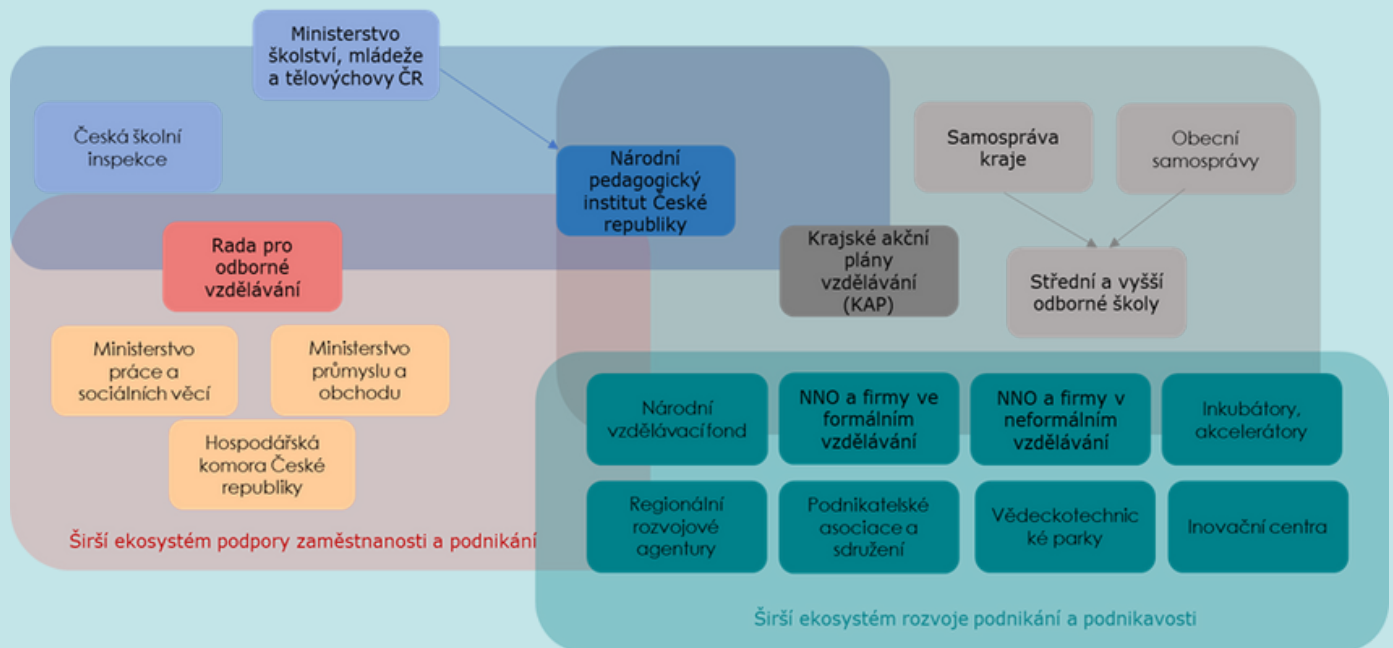 Ministerstvo
školství, mládeže
a tělovýchovy ČR
Česká školní
inspekce
Národní
pedagogický
institut České
republiky
Samospráva
kraje
Obecní
samosprávy
Rada pro
odborné
vzdělávání
Krajské akční
plány
vzdělávání
(KAP)
Střední a vyšší
odborné školy
Ministerstvo
práce a
sociálních věcí
Ministerstvo
průmyslu a
obchodu
Hospodářská
komora České
republiky
Širší ekosystém podpory zaměstnanosti a podnikání
Národní
vzdělávací fond
NNO a firmy ve
formálním
vzdělávání
NNO a firmy v
neformálním
vzdělávání
Inkubátory,
akcelerátory
Regionální
rozvojové
agentury
Podnikatelské
asociace a
sdružení
Vědeckotechnic
ké parky
Inovační centra
Širší ekosystém rozvoje podnikání a podnikavosti